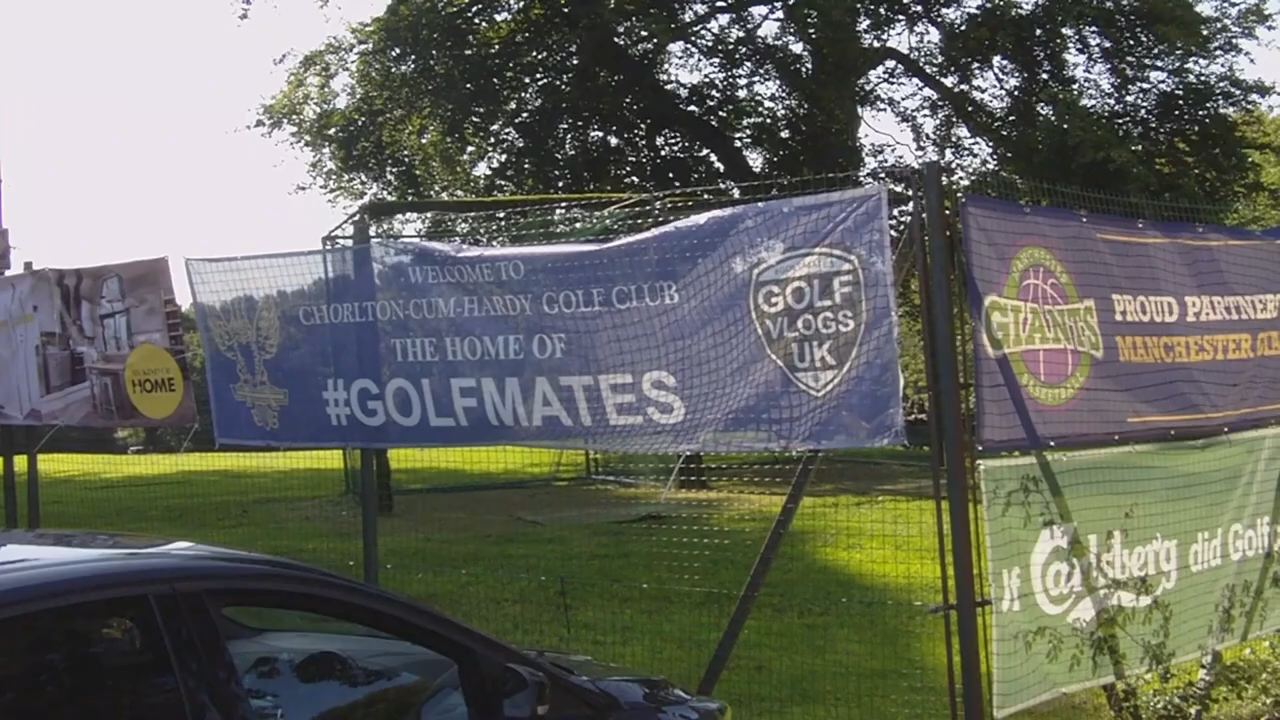 HOME
WELCOME TO
CHORLTON-CUM-HARDY GOLF CLUB
THE HOME OF
#GOLFMATES
GOLF
VLOGS
UK
GIANTS
PROUD PARTNER
MANCHESTER
If Carlsberg did Golf